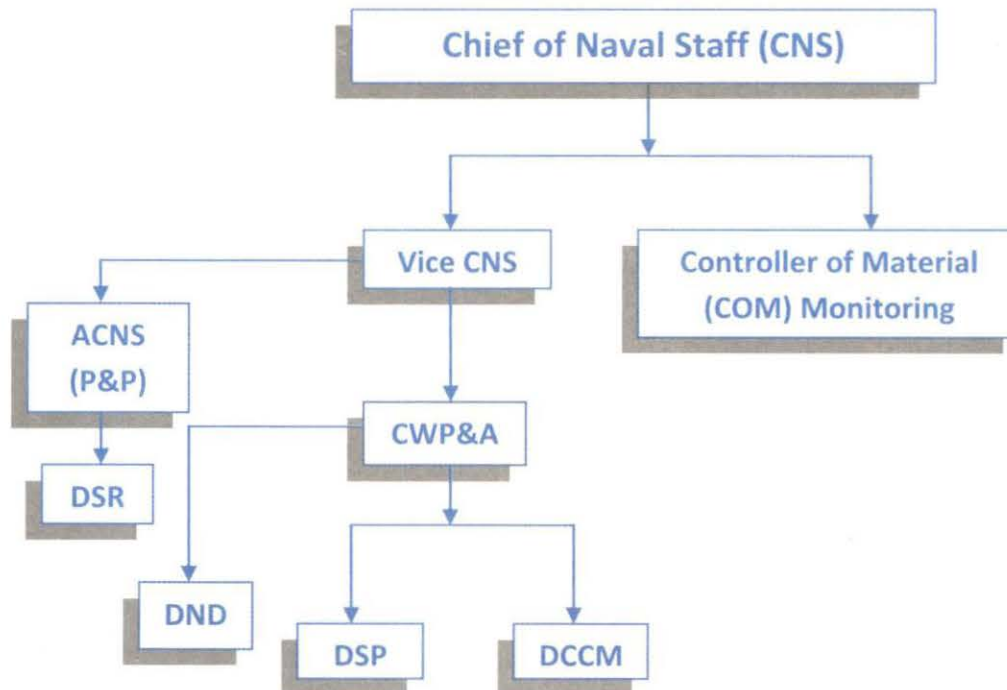 Chief of Naval Staff (CNS)
Vice CNS
Controller of Material
(COM) Monitoring
ACNS
(P&P)
CWP&A
DSR
DND
DSP
DCCM